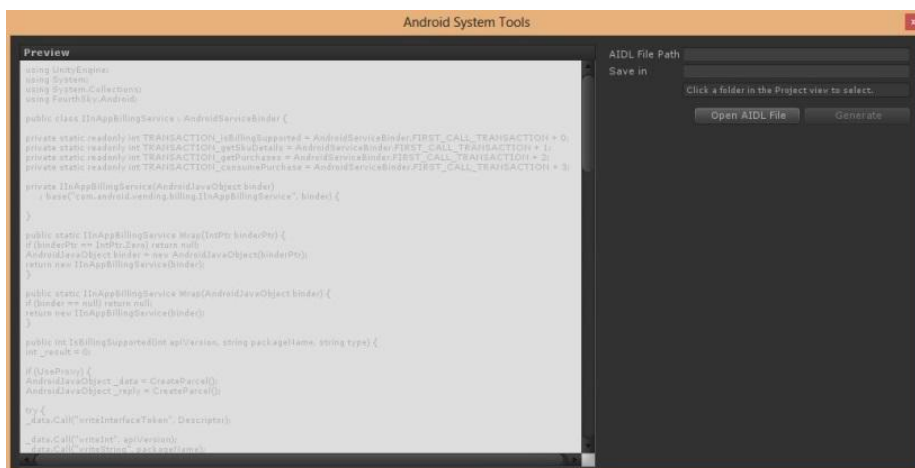 Android System Tools
x
Preview
using UnityEngine;
using System;
using System.Collections;
using FourthSky.Android;
public class IInAppBillingService : AndroidServiceBinder {
private static readonly int TRANSACTION_isBillingSupported = AndroidServiceBinder.FIRST_CALL_TRANSACTION + 0;
private static readonly int TRANSACTION_getSkuDetails = AndroidServiceBinder.FIRST_CALL_TRANSACTION + 1;
private static readonly int TRANSACTION_getPurchases = AndroidServiceBinder.FIRST_CALL_TRANSACTION + 2;
private static readonly int TRANSACTION_consumePurchase = AndroidServiceBinder.FIRST_CALL_TRANSACTION + 3;
private IInAppBillingService(AndroidJavaObject binder)
: base("com.android.vending.billing.IInAppBillingService", binder) {
}
public static IInAppBillingService Wrap(IntPtr binderPtr) {
if (binderPtr == IntPtr.Zero) return null;
AndroidJavaObject binder = new AndroidJavaObject(binderPtr);
return new IInAppBillingService(binder);
}
public static IInAppBillingService Wrap(AndroidJavaObject binder) {
if (binder == null) return null;
return new IInAppBillingService(binder);
}
public int IsBillingSupported(int apiVersion, string packageName, string type) {
int _result = 0;
if (UseProxy) {
AndroidJavaObject _data = CreateParcel();
AndroidJavaObject _reply = CreateParcel();
try {
_data.Call("writeInterfaceToken", Descriptor);
_data.Call("writeInt", apiVersion);
_data.Call("writeString", packageName);
AIDL File Path
Save in
Click a folder in the Project view to select.
Open AIDL File
Generate